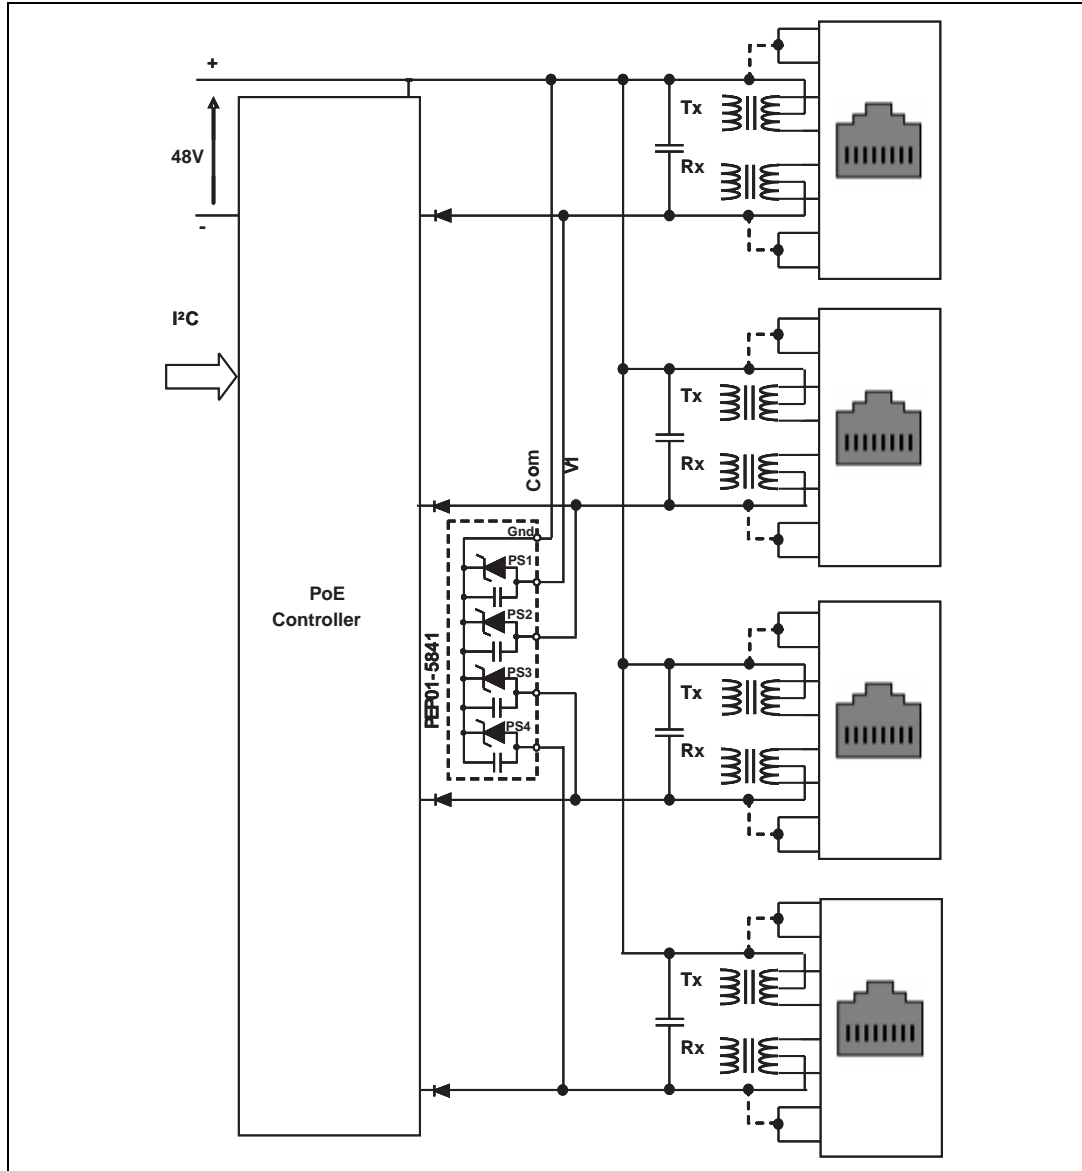 +
48V
-
I²C
PoE
Controller
PEP01-5841
Com
V1
Gnd
PS1
PS2
PS3
PS4
Tx
Rx
Tx
Rx
Tx
Rx
Tx
Rx